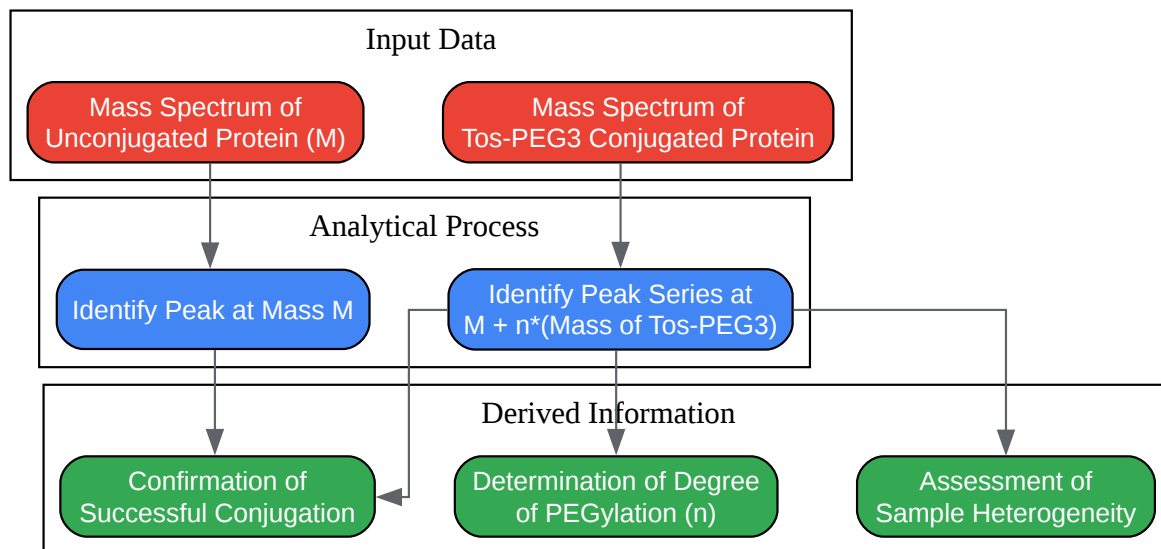 Input Data
Mass Spectrum of
Unconjugated Protein (M)
Mass Spectrum of
Tos-PEG3 Conjugated Protein
Analytical Process
Identify Peak at Mass M
Identify Peak Series at
M + n*(Mass of Tos-PEG3)
Derived Information
Confirmation of
Successful Conjugation
Determination of Degree
of PEGylation (n)
Assessment of
Sample Heterogeneity